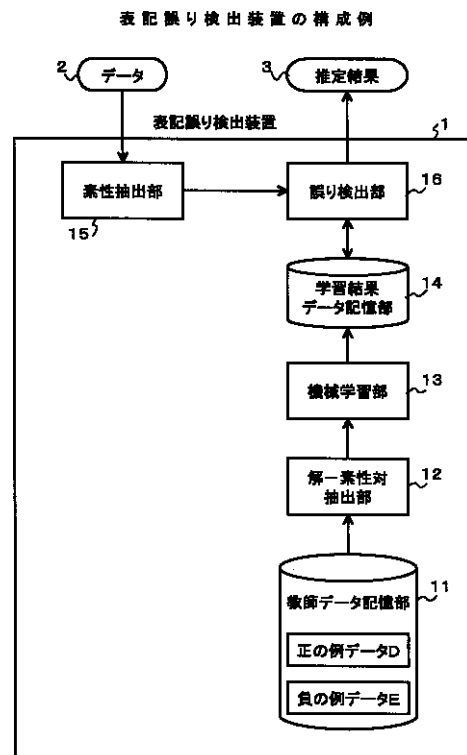 表記誤り検出装置の構成例
2
データ
3
推定結果
表記誤り検出装置
1
素性抽出部
15
誤り検出部
16
学習結果
データ記憶部
14
機械学習部
13
解－素性対
抽出部
12
教師データ記憶部
11
正の例データD
負の例データE